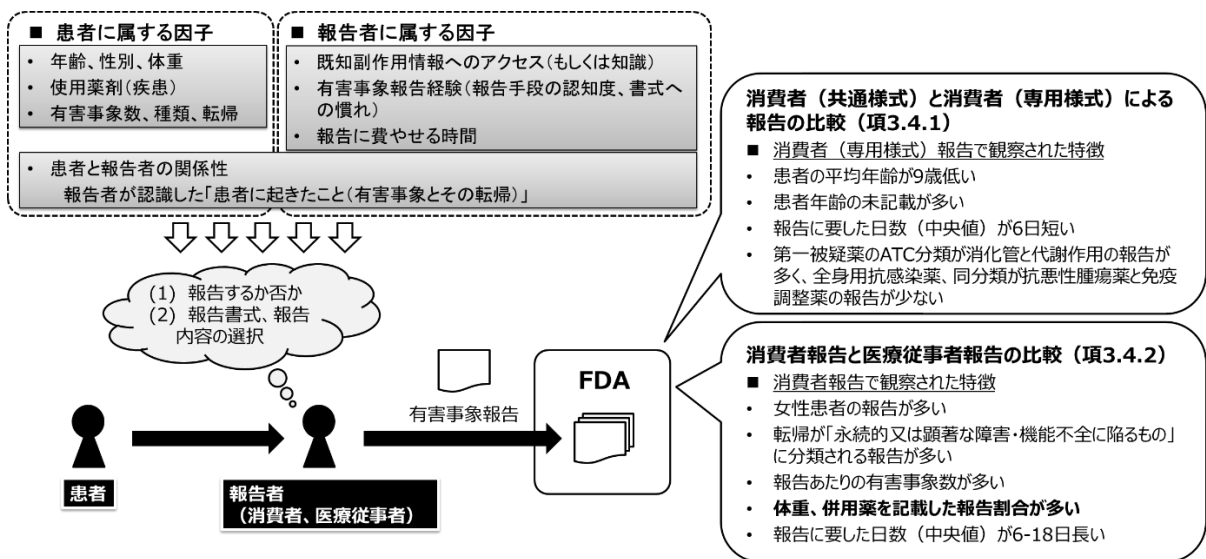 ■ 患者に属する因子
• 年齢、性別、体重
• 使用薬剤(疾患)
• 有害事象数、種類、転帰
■ 報告者に属する因子
• 既知副作用情報へのアクセス(もしくは知識)
• 有害事象報告経験(報告手段の認知度、書式への
慣れ)
• 報告に費やせる時間
• 患者と報告者の関係性
報告者が認識した「患者に起きたこと(有害事象とその転帰)」
(1) 報告するか否か
(2) 報告書式、報告
内容の選択
患者
報告者
(消費者、医療従事者)
有害事象報告
FDA
消費者(共通様式)と消費者(専用様式)による
報告の比較(項3.4.1)
■ 消費者(専用様式)報告で観察された特徴
• 患者の平均年齢が9歳低い
• 患者年齢の未記載が多い
• 報告に要した日数(中央値)が6日短い
• 第一被疑薬のATC分類が消化管と代謝作用の報告が
多く、全身用抗感染薬、同分類が抗悪性腫瘍薬と免疫
調整薬の報告が少ない
消費者報告と医療従事者報告の比較(項3.4.2)
■ 消費者報告で観察された特徴
• 女性患者の報告が多い
• 転帰が「永続的又は顕著な障害・機能不全に陥るもの」
に分類される報告が多い
• 報告あたりの有害事象数が多い
• 体重、併用薬を記載した報告割合が多い
• 報告に要した日数(中央値)が6-18日長い